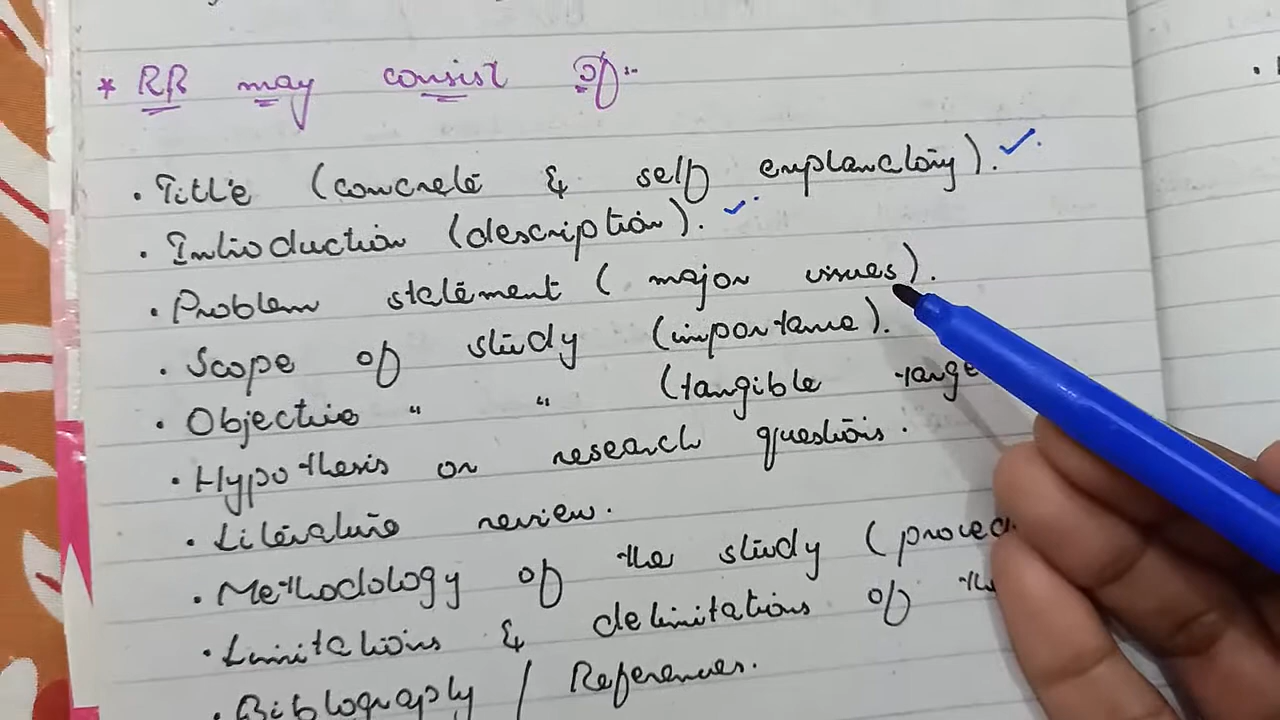 * RR may consist of :-
• Title (concrete & self explanatory).
• Introduction (description).
• Problem statement (major issues).
• Scope of study (importance).
• Objective " " (tangible
• Hypothesis or research questions.
• Literature review.
• Methodology of the study (
• Limitations & delimitations of
• Biblography / References.